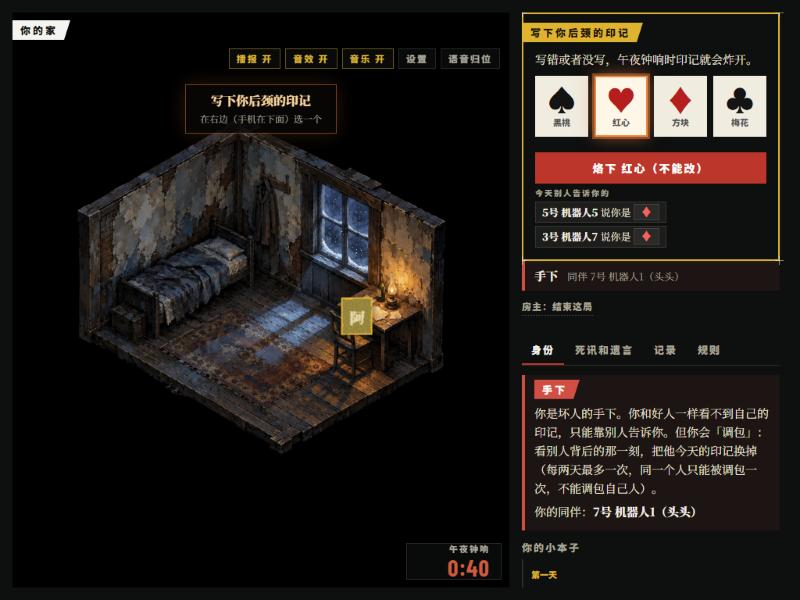 你的家
播报 开
音效 开
音乐 开
设置
语音归位
写下你后颈的印记
在右边（手机在下面）选一个
阿
午夜钟响
0:40
写下你后颈的印记
写错或者没写，午夜钟响时印记就会炸开。
黑桃
红心
方块
梅花
烙下 红心（不能改）
今天别人告诉你的
5号 机器人5 说你是 ♦
3号 机器人7 说你是 ♦
手下 同伴 7号 机器人1（头头）
房主：结束这局
身份
死讯和遗言
记录
规则
手下
你是坏人的手下。你和好人一样看不到自己的
印记，只能靠别人告诉你。但你会「调包」：
看别人背后的那一刻，把他今天的印记换掉
（每两天最多一次，同一个人只能被调包一
次，不能调包自己人）。
你的同伴：7号 机器人1（头头）
你的小本子
第一天